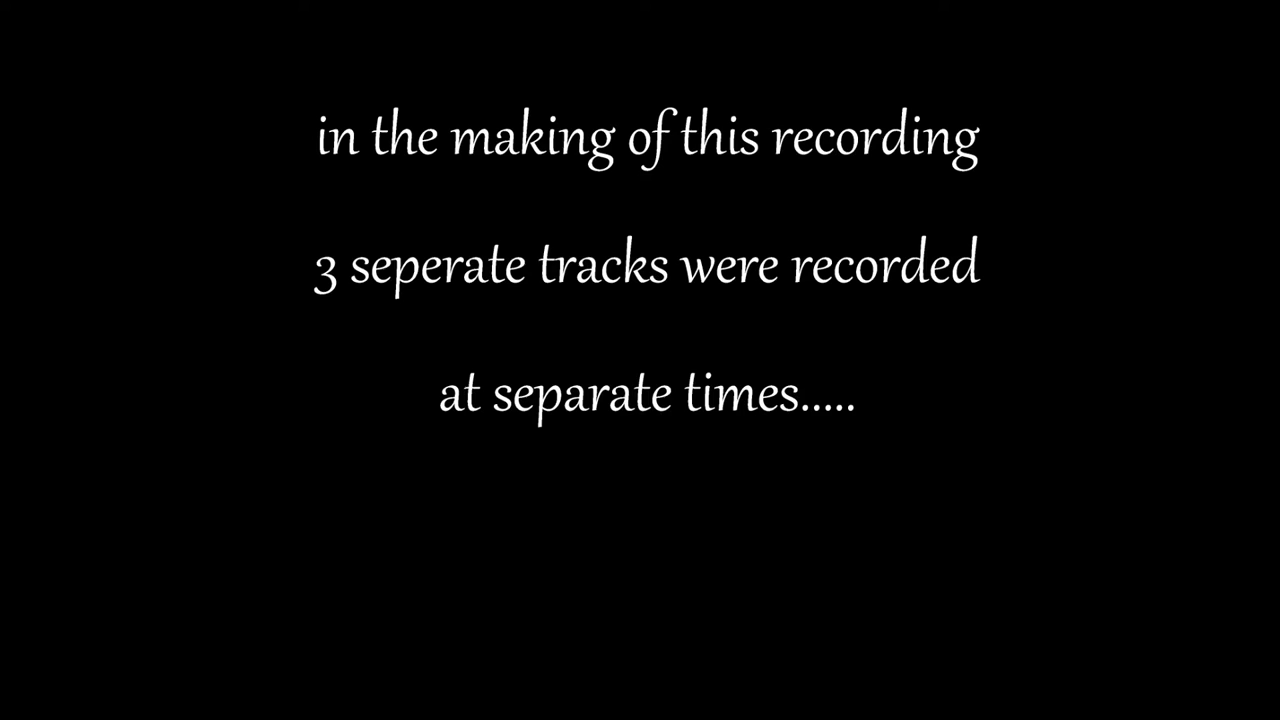 in the making of this recording
3 seperate tracks were recorded
at separate times.....